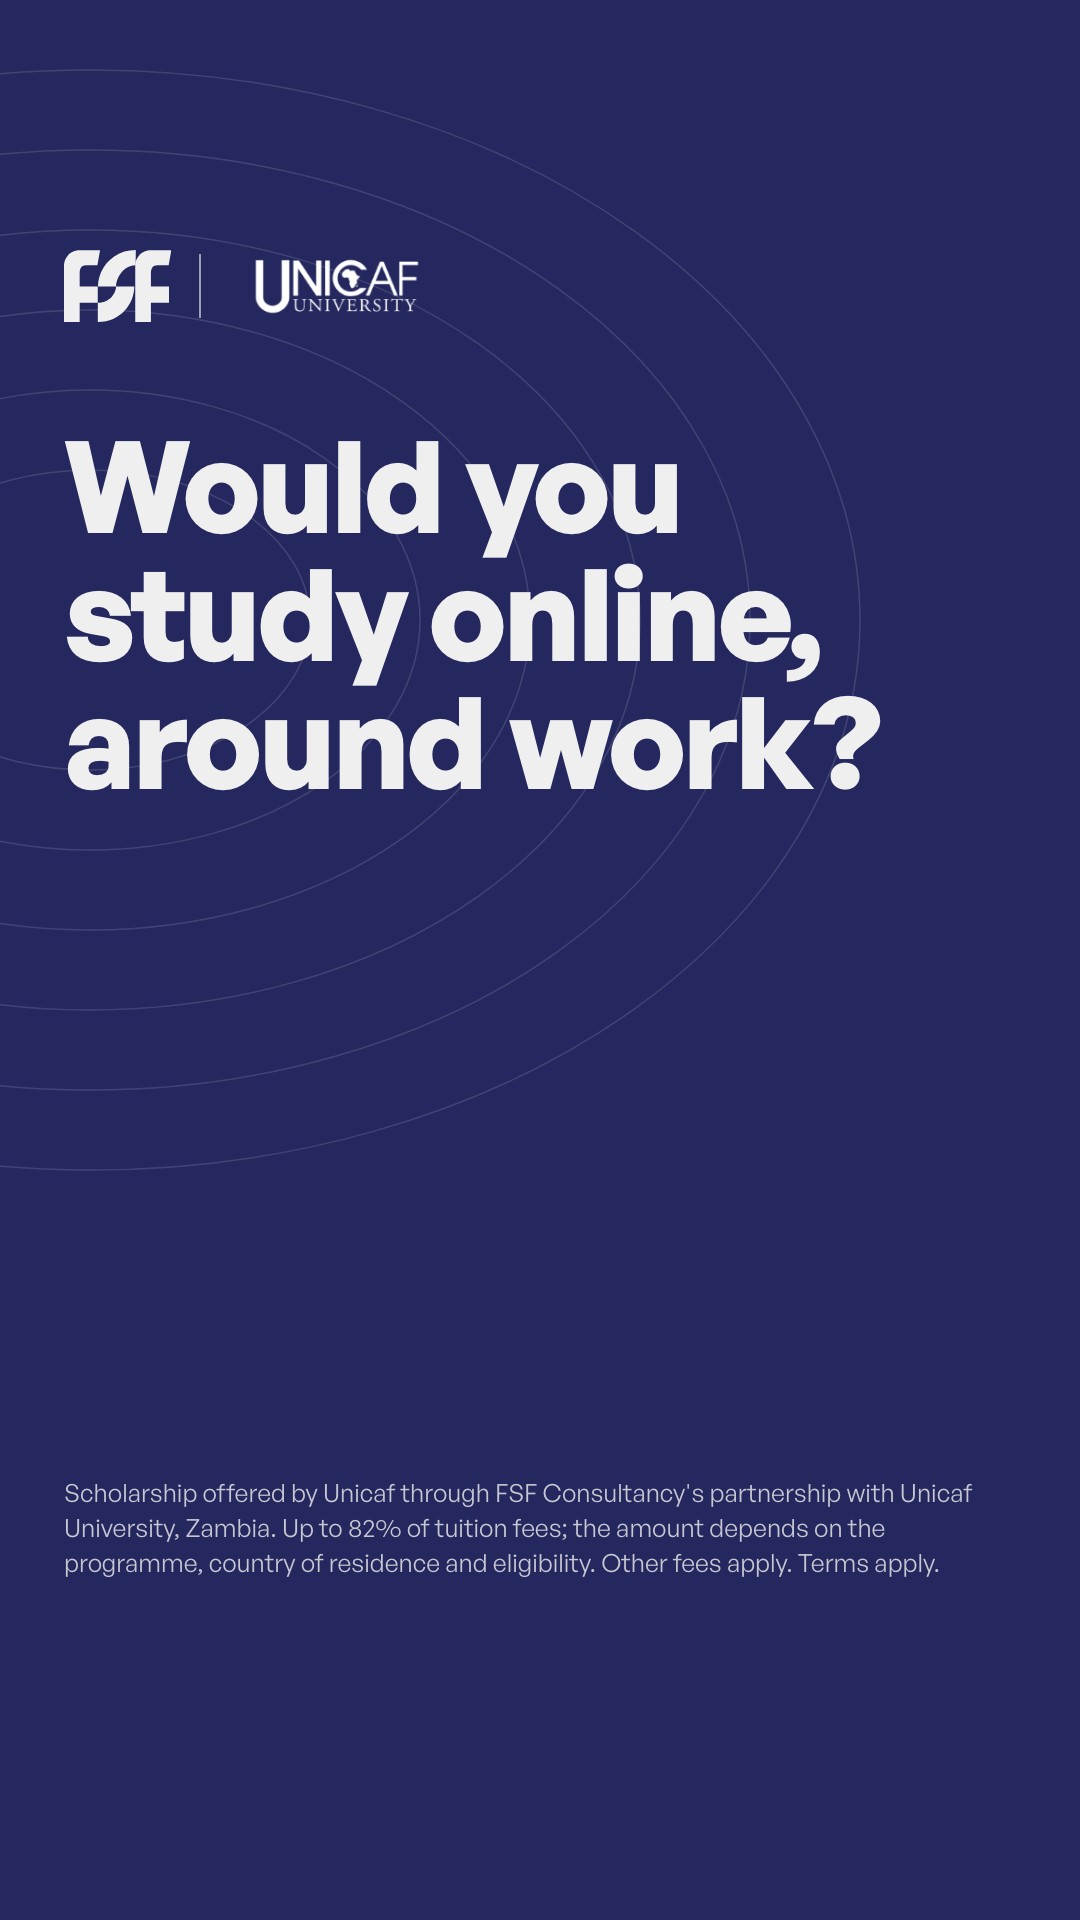 FSF
UNICAF
UNIVERSITY
Would you
study online,
around work?
Scholarship offered by Unicaf through FSF Consultancy's partnership with Unicaf
University, Zambia. Up to 82% of tuition fees; the amount depends on the
programme, country of residence and eligibility. Other fees apply. Terms apply.